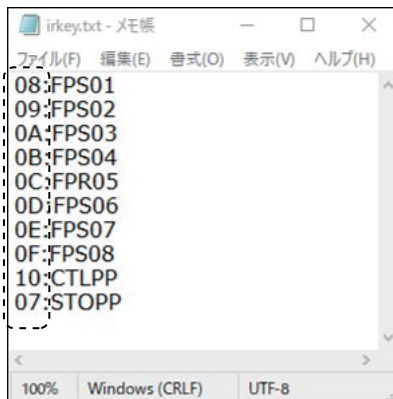 irkey.txt - メモ帳
ファイル(F) 編集(E) 書式(O) 表示(V) ヘルプ(H)
08:FPS01
09:FPS02
0A:FPS03
0B:FPS04
0C:FPR05
0D:FPS06
0E:FPS07
0F:FPS08
10:CTLPP
07:STOPP
100% Windows (CRLF) UTF-8